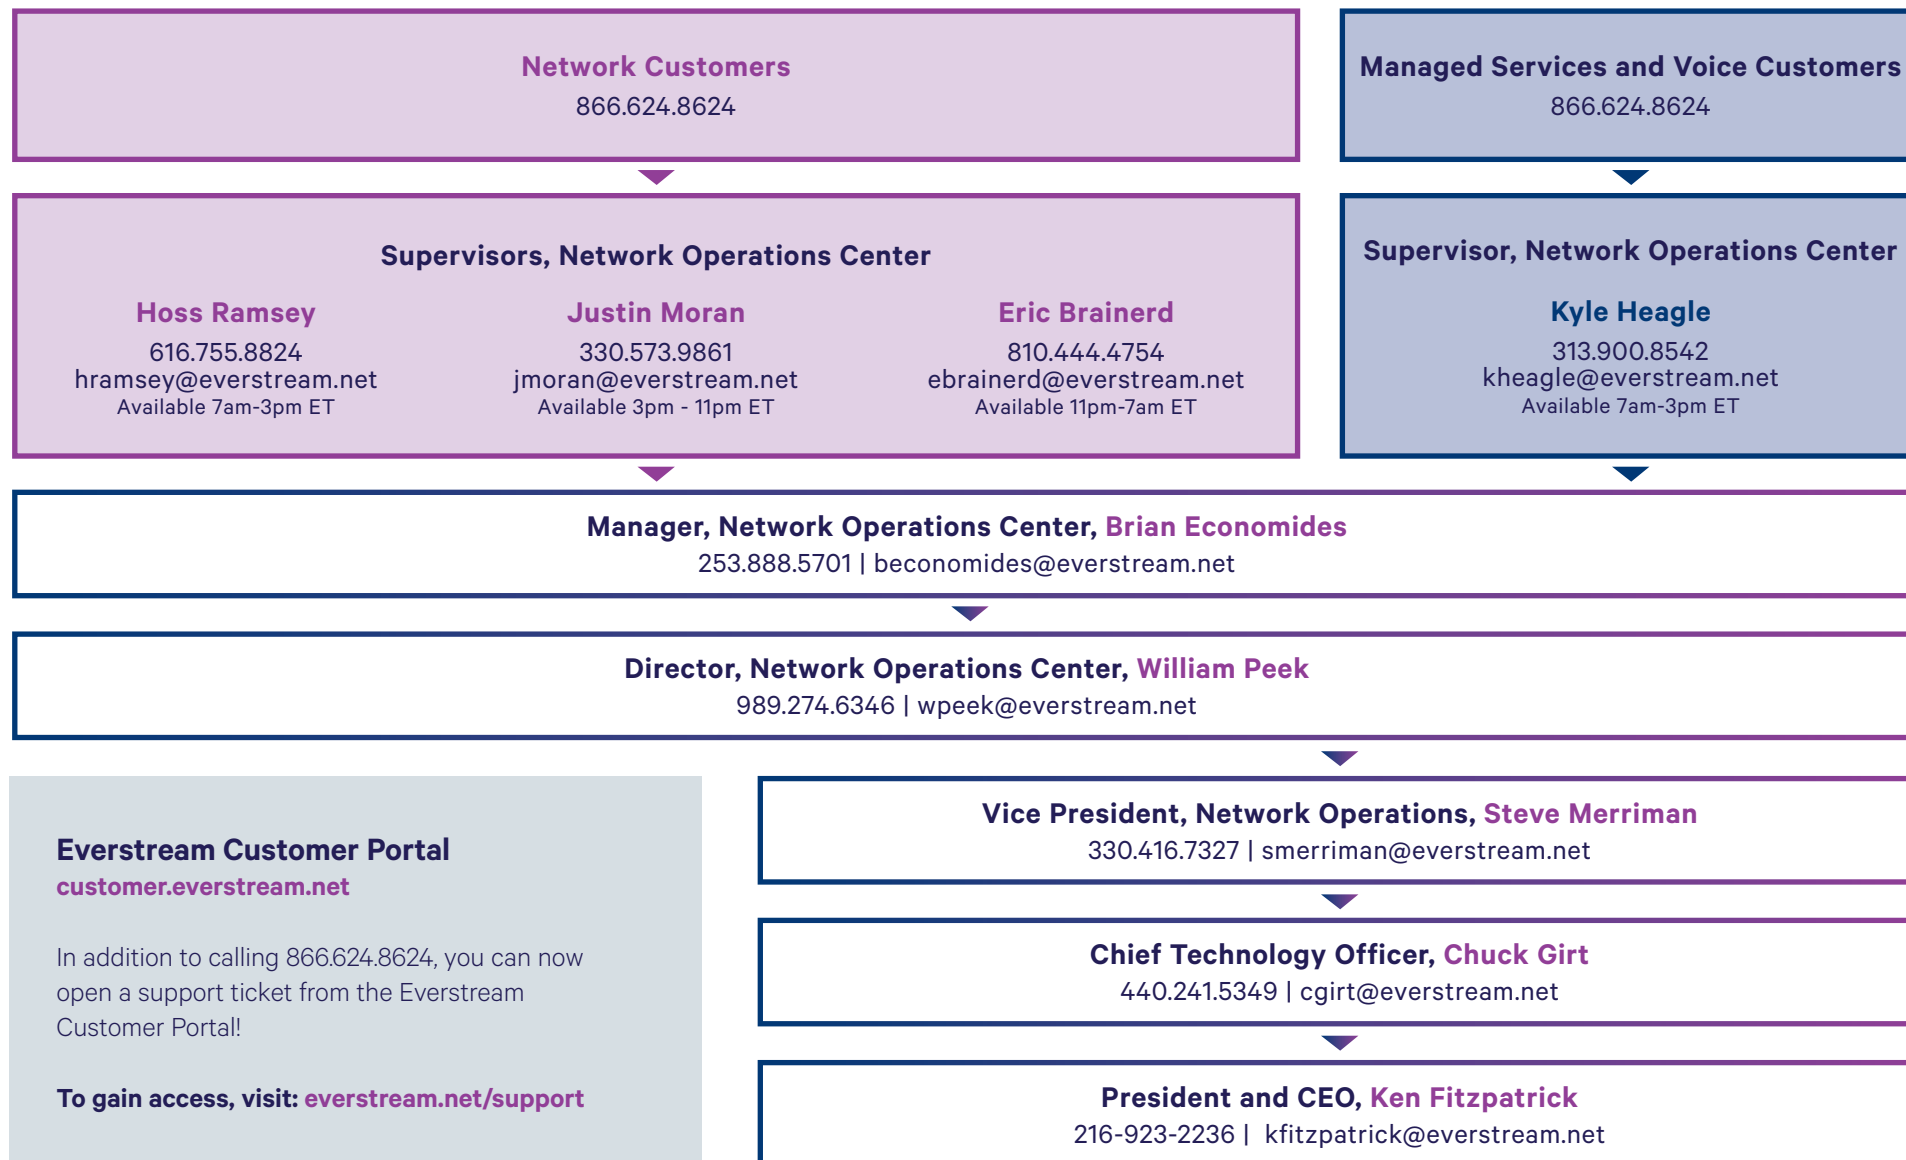 Network Customers
866.624.8624
Managed Services and Voice Customers
866.624.8624
Supervisors, Network Operations Center
Hoss Ramsey
616.755.8824
hramsey@everstream.net
Available 7am-3pm ET
Justin Moran
330.573.9861
jmoran@everstream.net
Available 3pm - 11pm ET
Eric Brainerd
810.444.4754
ebrainerd@everstream.net
Available 11pm-7am ET
Supervisor, Network Operations Center
Kyle Heagle
313.900.8542
kheagle@everstream.net
Available 7am-3pm ET
Manager, Network Operations Center, Brian Economides
253.888.5701 | beconomides@everstream.net
Director, Network Operations Center, William Peek
989.274.6346 | wpeek@everstream.net
Everstream Customer Portal
customer.everstream.net
In addition to calling 866.624.8624, you can now
open a support ticket from the Everstream
Customer Portal!
To gain access, visit: everstream.net/support
Vice President, Network Operations, Steve Merriman
330.416.7327 | smerriman@everstream.net
Chief Technology Officer, Chuck Girt
440.241.5349 | cgirt@everstream.net
President and CEO, Ken Fitzpatrick
216-923-2236 | kfitzpatrick@everstream.net